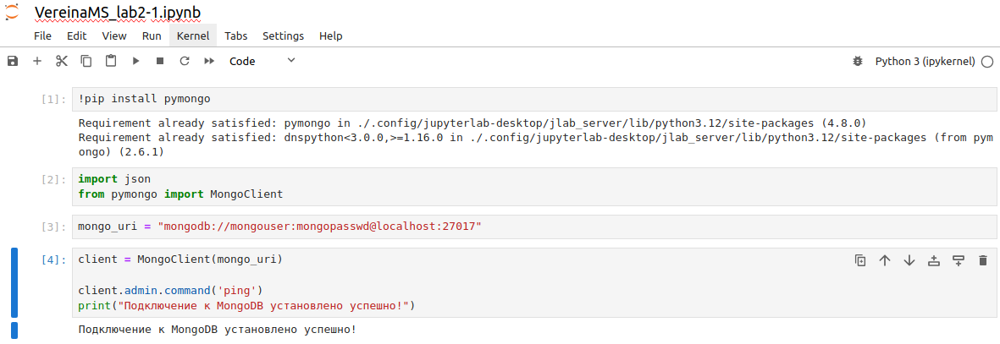 VereinaMS_lab2-1.ipynb
File Edit View Run Kernel Tabs Settings Help
Code Python 3 (ipykernel)
[1]: !pip install pymongo
Requirement already satisfied: pymongo in ./.config/jupyterlab-desktop/jlab_server/lib/python3.12/site-packages (4.8.0)
Requirement already satisfied: dnspython<3.0.0,>=1.16.0 in ./.config/jupyterlab-desktop/jlab_server/lib/python3.12/site-packages (from pym
ongo) (2.6.1)
[2]: import json
from pymongo import MongoClient
[3]: mongo_uri = "mongodb://mongouser:mongopasswd@localhost:27017"
[4]: client = MongoClient(mongo_uri)
client.admin.command('ping')
print("Подключение к MongoDB установлено успешно!")
Подключение к MongoDB установлено успешно!